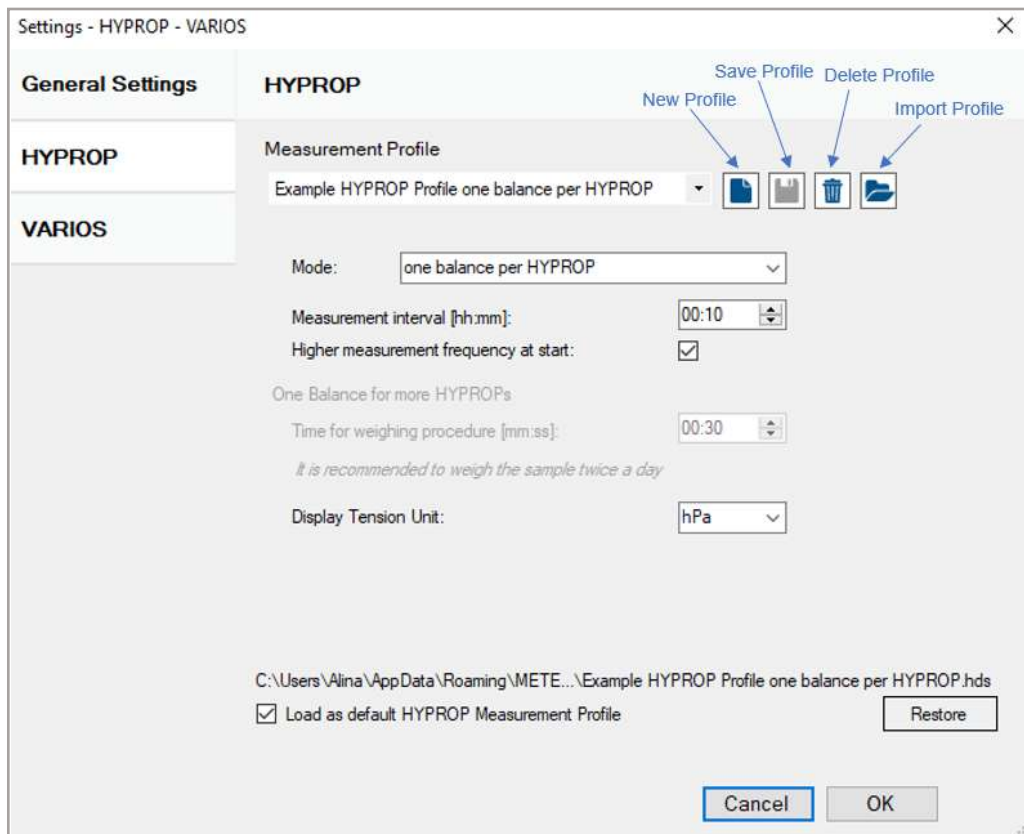 Settings - HYPROP - VARIOS
General Settings
HYPROP
VARIOS
HYPROP
New Profile
Save Profile
Delete Profile
Import Profile
Measurement Profile
Example HYPROP Profile one balance per HYPROP
Mode: one balance per HYPROP
Measurement interval [hh:mm]: 00:10
Higher measurement frequency at start:
One Balance for more HYPROPs
Time for weighing procedure [mm:ss]: 00:30
It is recommended to weigh the sample twice a day
Display Tension Unit: hPa
C:\Users\Alina\AppData\Roaming\METE...\Example HYPROP Profile one balance per HYPROP.hds
Load as default HYPROP Measurement Profile
Restore
Cancel
OK